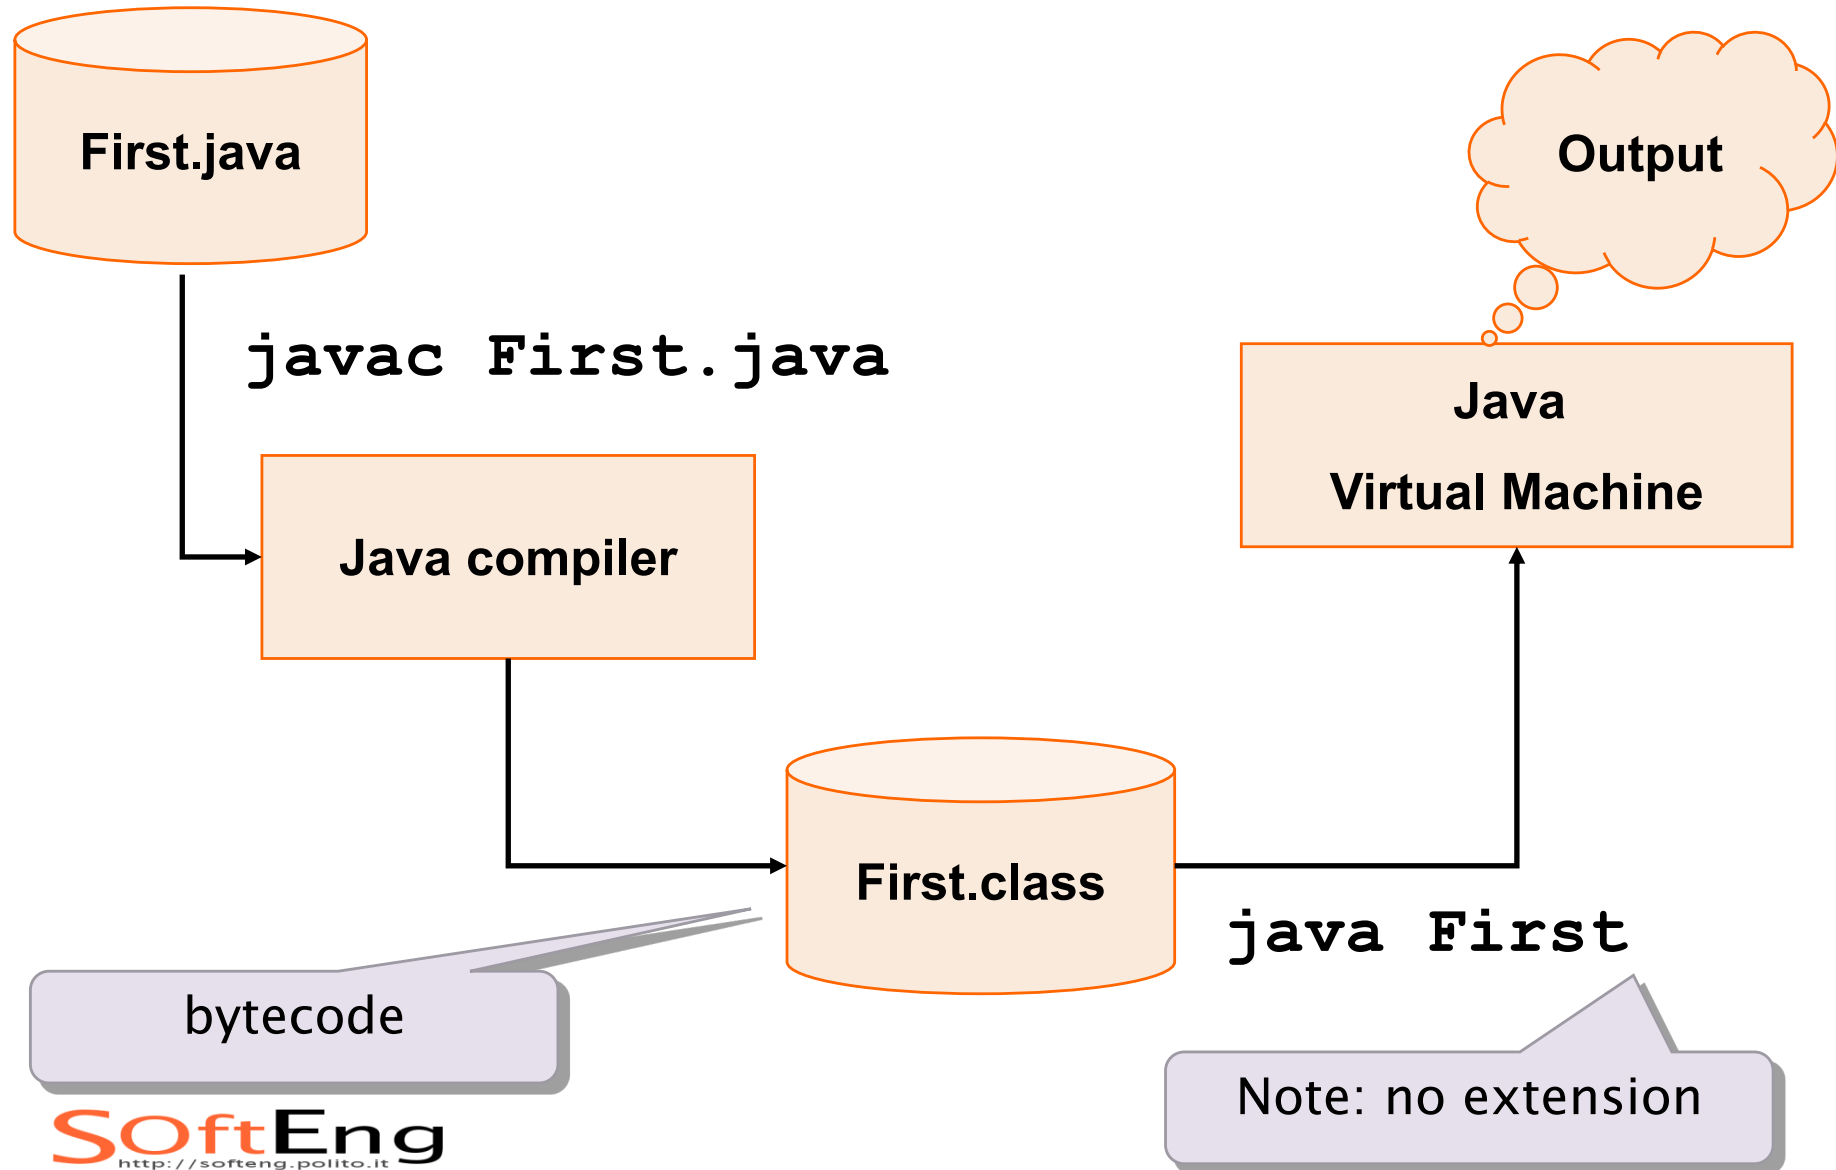 First.java
Output
javac First.java
Java
Virtual Machine
Java compiler
First.class
java First
bytecode
Note: no extension
SOftEng
http://softeng.polito.it